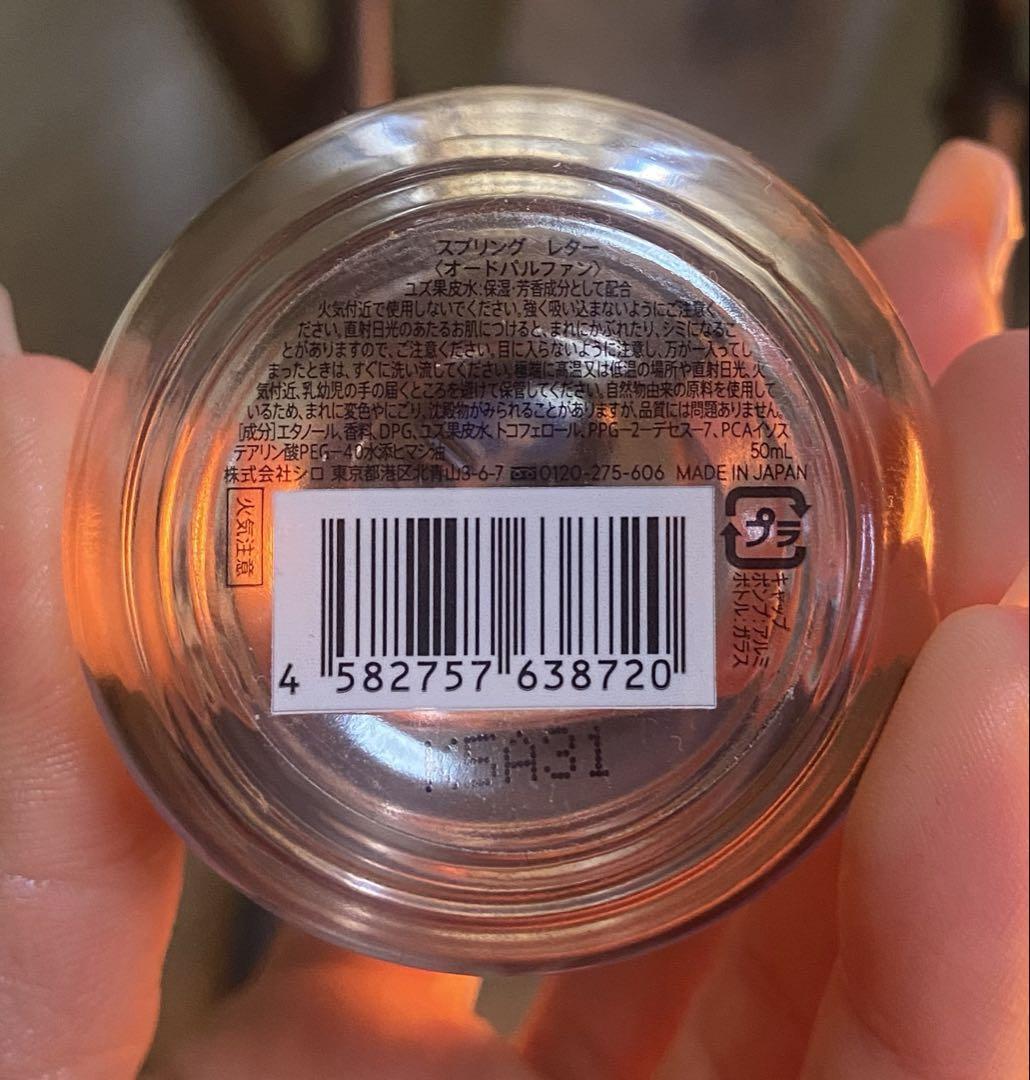 スプリング　レター
〈オードパルファン〉
ユズ果皮水：保湿・芳香成分として配合
火気付近で使用しないでください。強く吸い込まないようにご注意く
ださい。直射日光のあたるお肌につけると、まれにかぶれたり、シミになるこ
とがありますので、ご注意ください。目に入らないように注意し、万が一入ってし
まったときは、すぐに洗い流してください。極端に高温又は低温の場所や直射日光、火
気付近、乳幼児の手の届くところを避けて保管してください。自然物由来の原料を使用して
いるため、まれに変色やにごり、沈殿物がみられることがありますが、品質には問題ありません。
[成分]エタノール、香料、DPG、ユズ果皮水、トコフェロール、PPG－2－デセス－7、PCAイソス
テアリン酸PEG－40水添ヒマシ油 50mL
株式会社シロ 東京都港区北青山3-6-7 0120-275-606 MADE IN JAPAN
火気注意
プラ
キャップ
ポンプ：アルミ
ボトル：ガラス
4 582757 638720
K5A31